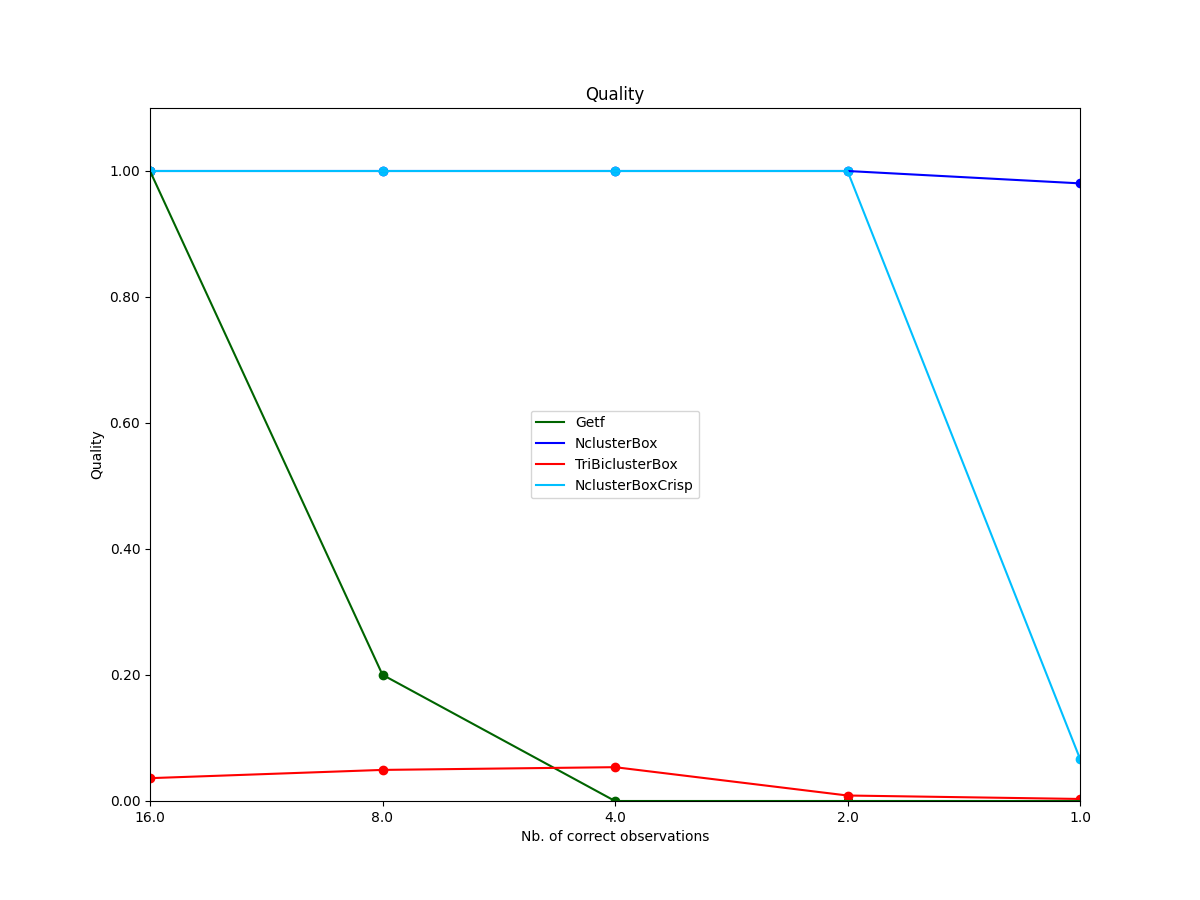 Quality
1.00
0.80
0.60
0.40
0.20
0.00
Quality
Getf
NclusterBox
TriBiclusterBox
NclusterBoxCrisp
16.0
8.0
4.0
2.0
1.0
Nb. of correct observations